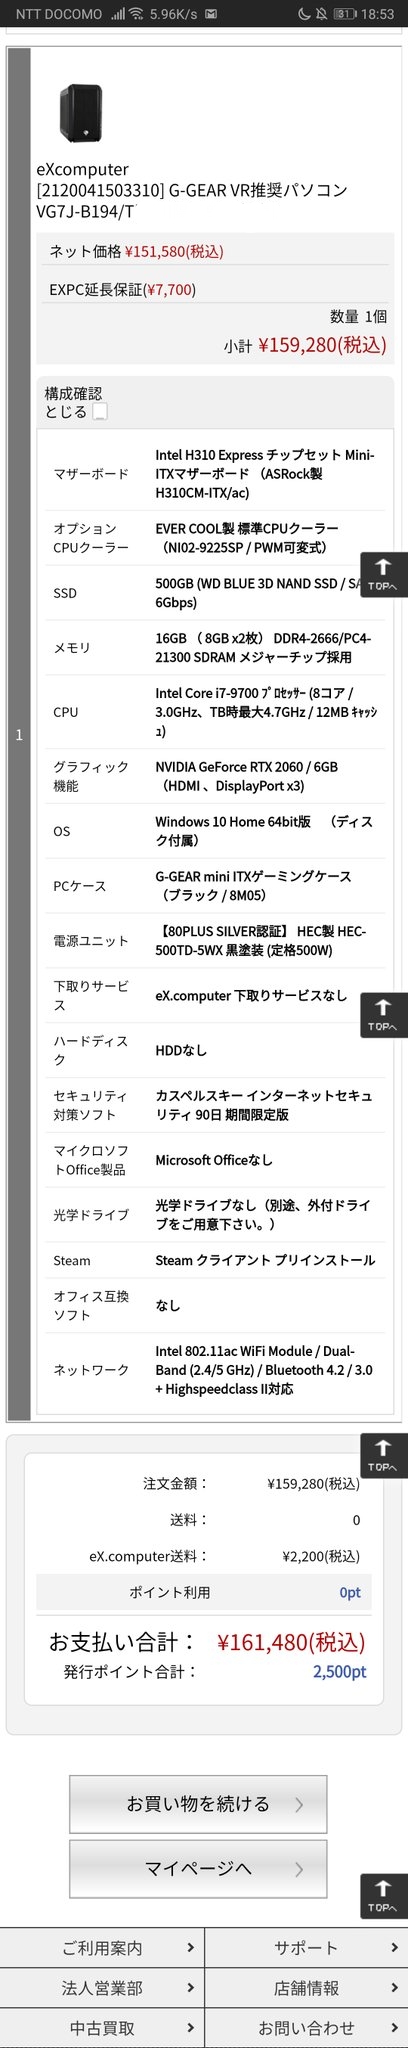 NTT DOCOMO 5.96K/s 31 18:53
eXcomputer
[2120041503310] G-GEAR VR推奨パソコン
VG7J-B194/T
ネット価格 ¥151,580(税込)
EXPC延長保証(¥7,700)
数量 1個
小計 ¥159,280(税込)
構成確認
とじる
1
マザーボード
Intel H310 Express チップセット Mini-
ITXマザーボード （ASRock製
H310CM-ITX/ac)
オプション
CPUクーラー
EVER COOL製 標準CPUクーラー
（NI02-9225SP / PWM可変式）
TOPへ
SSD
500GB (WD BLUE 3D NAND SSD / SA
6Gbps)
メモリ
16GB （ 8GB x2枚） DDR4-2666/PC4-
21300 SDRAM メジャーチップ採用
CPU
Intel Core i7-9700 ﾌﾟﾛｾｯｻｰ (8コア /
3.0GHz、TB時最大4.7GHz / 12MB ｷｬｯｼ
ｭ)
グラフィック
機能
NVIDIA GeForce RTX 2060 / 6GB
（HDMI 、DisplayPort x3)
OS
Windows 10 Home 64bit版 （ディス
ク付属）
PCケース
G-GEAR mini ITXゲーミングケース
（ブラック / 8M05）
電源ユニット
【80PLUS SILVER認証】 HEC製 HEC-
500TD-5WX 黒塗装 (定格500W)
下取りサービ
ス
eX.computer 下取りサービスなし
TOPへ
ハードディス
ク
HDDなし
セキュリティ
対策ソフト
カスペルスキー インターネットセキュ
リティ 90日 期間限定版
マイクロソフ
トOffice製品
Microsoft Officeなし
光学ドライブ
光学ドライブなし（別途、外付ドライ
ブをご用意下さい。）
Steam
Steam クライアント プリインストール
オフィス互換
ソフト
なし
ネットワーク
Intel 802.11ac WiFi Module / Dual-
Band (2.4/5 GHz) / Bluetooth 4.2 / 3.0
+ Highspeedclass II対応
TOPへ
注文金額： ¥159,280(税込)
送料： 0
eX.computer送料： ¥2,200(税込)
ポイント利用 0pt
お支払い合計： ¥161,480(税込)
発行ポイント合計： 2,500pt
お買い物を続ける
マイページへ
TOPへ
ご利用案内 サポート
法人営業部 店舗情報
中古買取 お問い合わせ